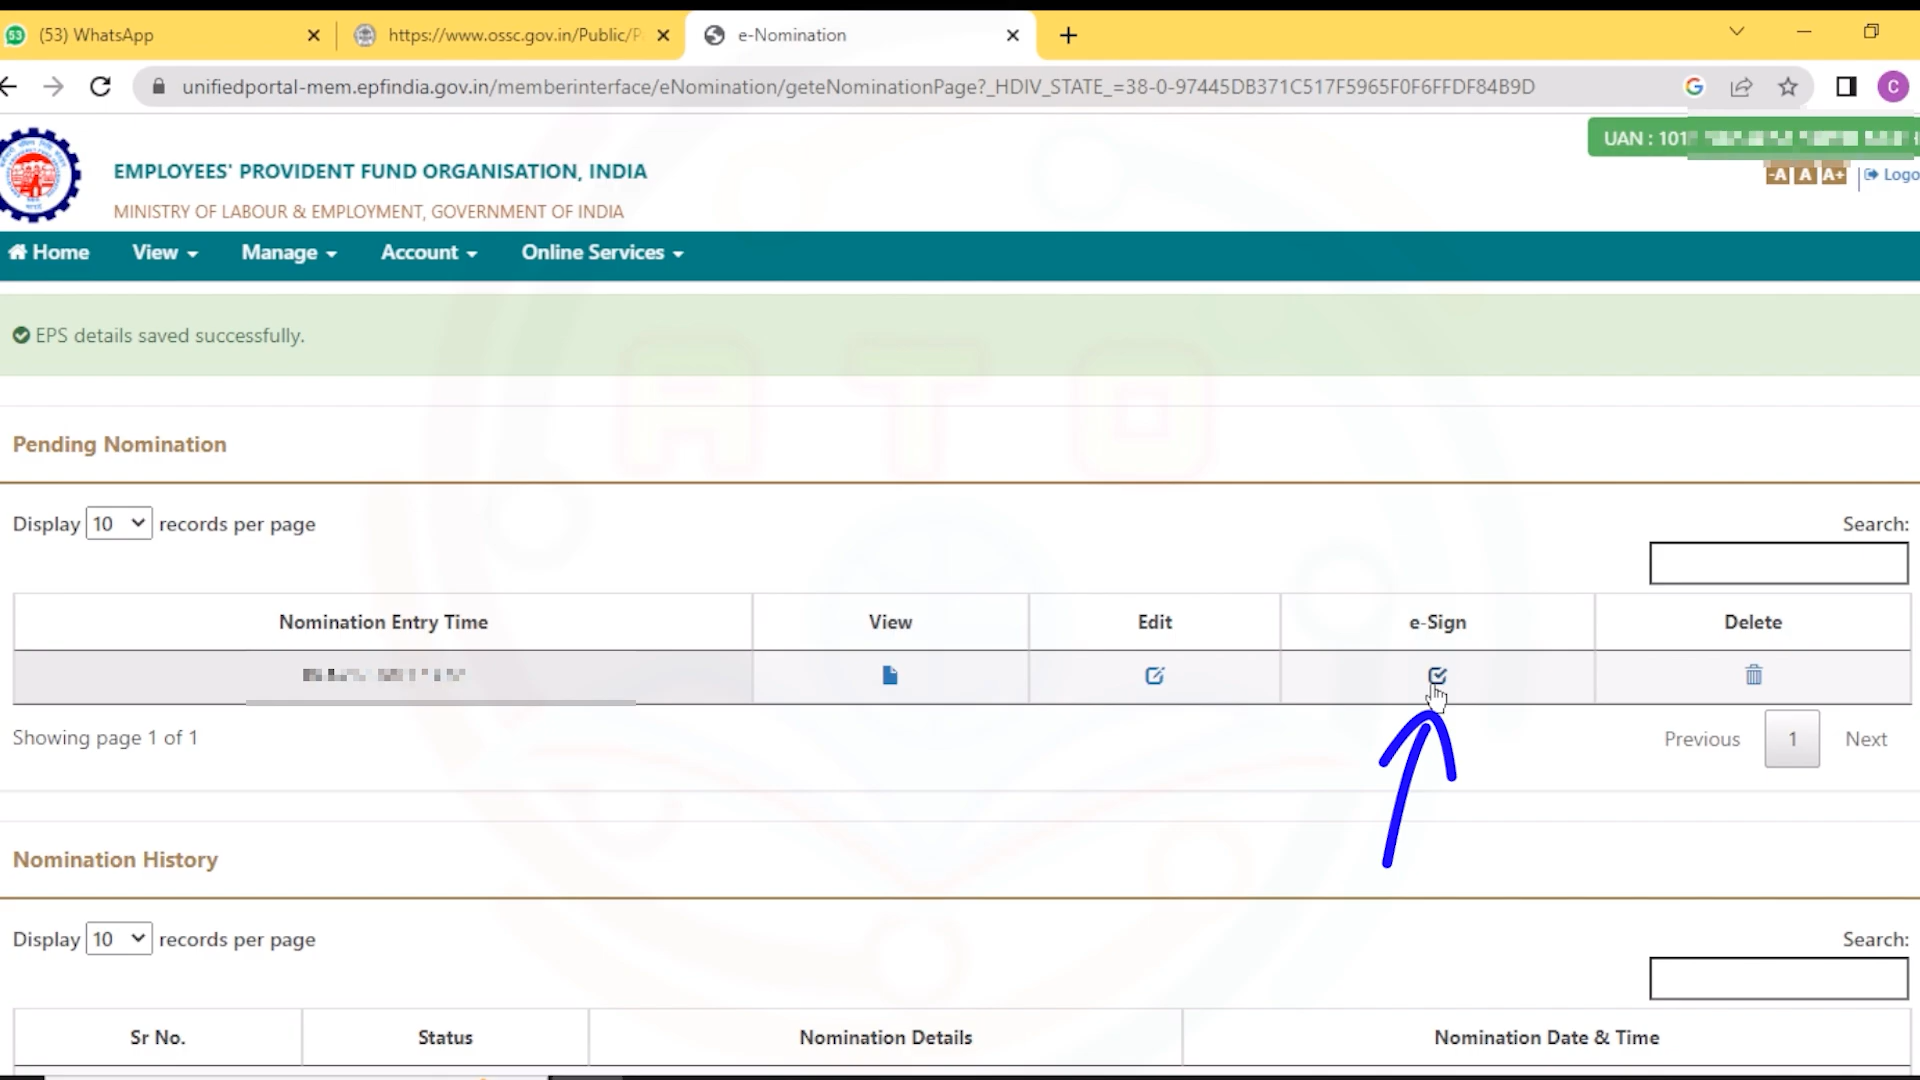 53 (53) WhatsApp
https://www.ossc.gov.in/Public/P
e-Nomination
unifiedportal-mem.epfindia.gov.in/memberinterface/eNomination/geteNominationPage?_HDIV_STATE_=38-0-97445DB371C517F5965F0F6FFDF84B9D
C
UAN : 101
EMPLOYEES' PROVIDENT FUND ORGANISATION, INDIA
-A A A+ Logo
MINISTRY OF LABOUR & EMPLOYMENT, GOVERNMENT OF INDIA
Home View Manage Account Online Services
EPS details saved successfully.
ATO
Pending Nomination
Display 10 records per page
Search:
Nomination Entry Time View Edit e-Sign Delete
Showing page 1 of 1
Previous 1 Next
Nomination History
Display 10 records per page
Search:
Sr No. Status Nomination Details Nomination Date & Time